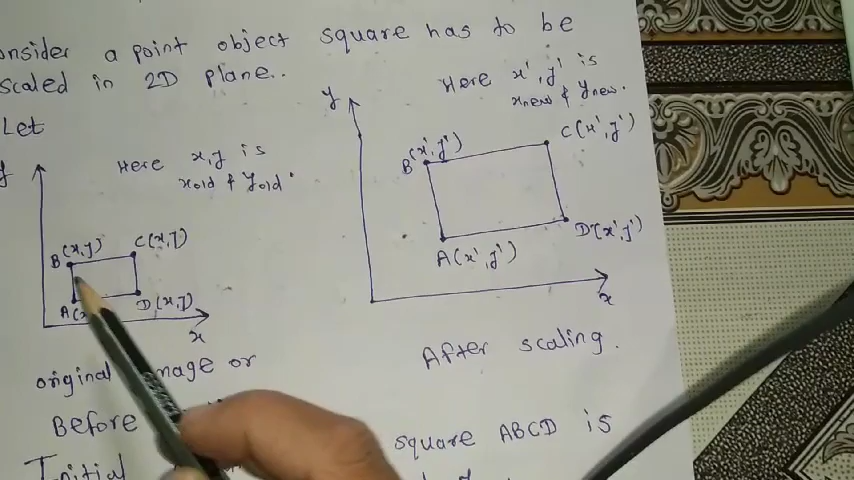 onsider a point object square has to be
scaled in 2D plane..
Let
y
Here x,y is
xold & yold.
B(x,y)
C(x,y)
A(x
D(x,y)
x
original mage or
Before
Initial
Here x',y' is
xnew & ynew.
y
B(x',y')
C(x',y')
A(x',y')
D(x',y')
x
After scaling.
square ABCD is